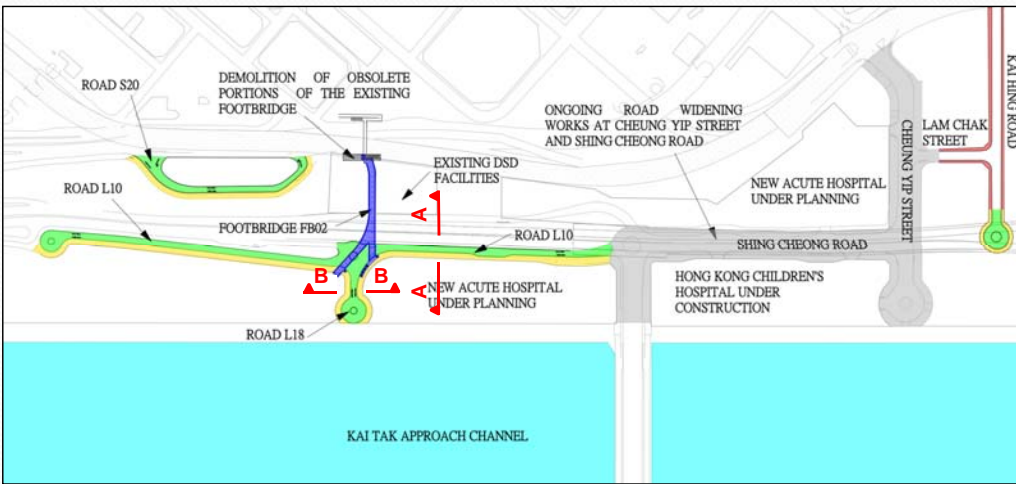 ROAD S20
DEMOLITION OF OBSOLETE
PORTIONS OF THE EXISTING
FOOTBRIDGE
ONGOING ROAD WIDENING
WORKS AT CHEUNG YIP STREET
AND SHING CHEONG ROAD
KAI HING ROAD
LAM CHAK
STREET
CHEUNG YIP STREET
EXISTING DSD
FACILITIES
NEW ACUTE HOSPITAL
UNDER PLANNING
ROAD L10
A
FOOTBRIDGE FB02
ROAD L10
SHING CHEONG ROAD
B
B
A
NEW ACUTE HOSPITAL
UNDER PLANNING
HONG KONG CHILDREN'S
HOSPITAL UNDER
CONSTRUCTION
ROAD L18
KAI TAK APPROACH CHANNEL